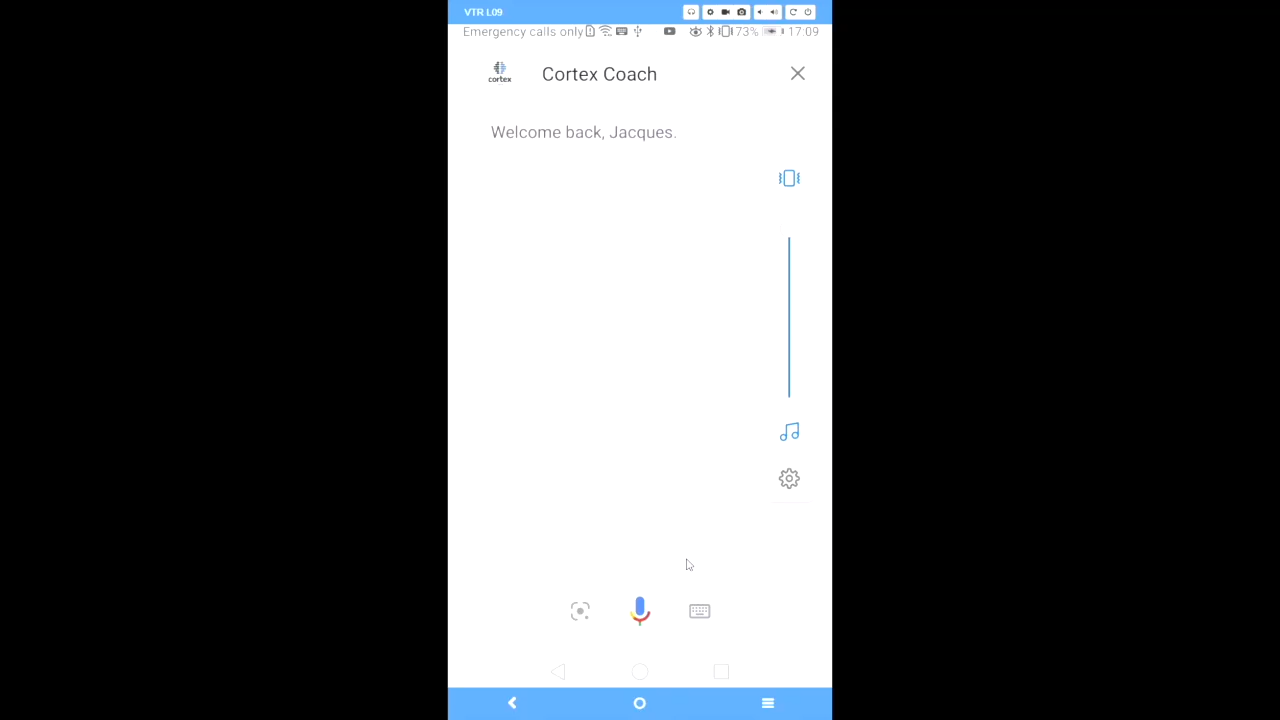 VTR L09
Emergency calls only 73% 17:09
cortex
Cortex Coach
Welcome back, Jacques.